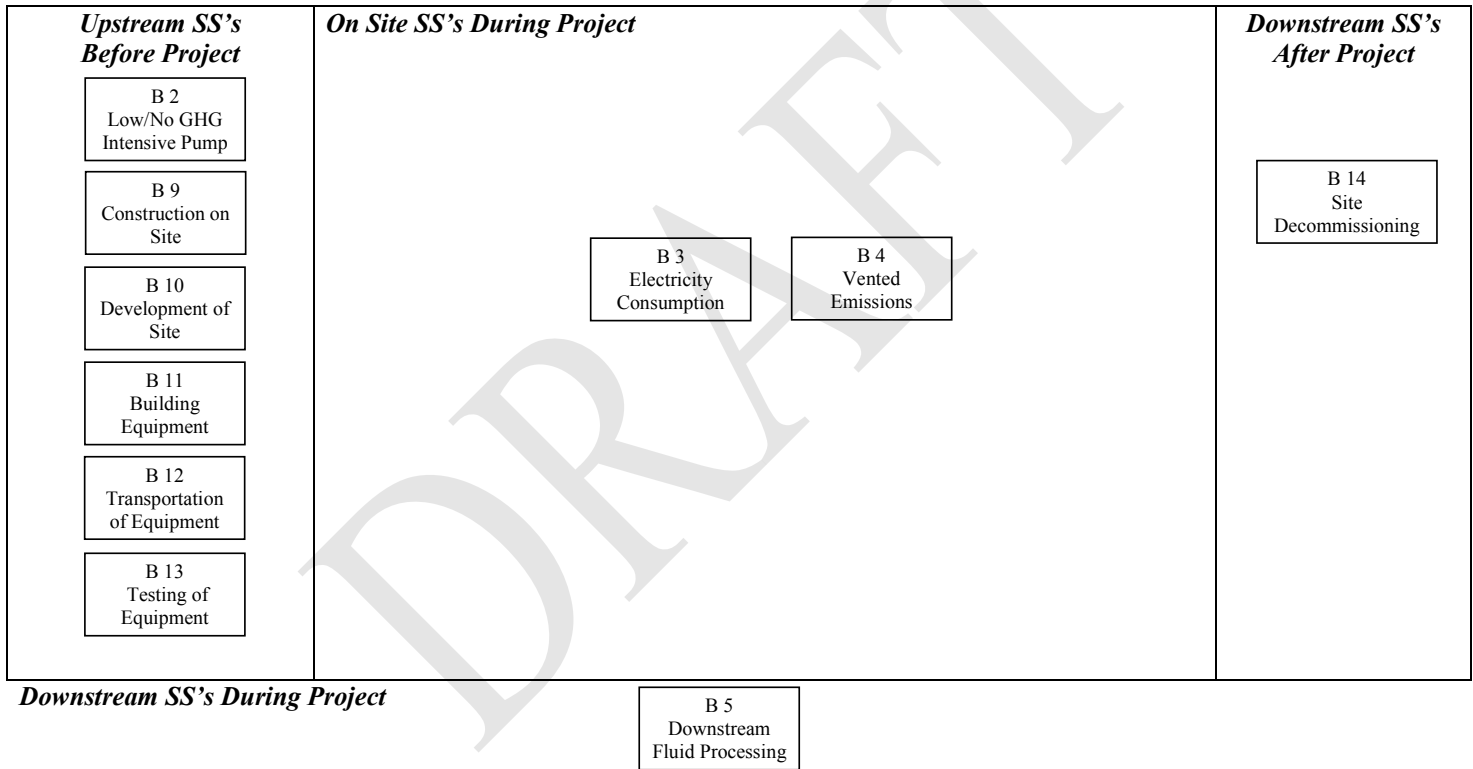 Upstream SS's
Before Project
On Site SS's During Project
Downstream SS's
After Project
B 2
Low/No GHG
Intensive Pump
B 9
Construction on
Site
B 10
Development of
Site
B 11
Building
Equipment
B 12
Transportation
of Equipment
B 13
Testing of
Equipment
B 3
Electricity
Consumption
B 4
Vented
Emissions
B 14
Site
Decommissioning
DRAFT
Downstream SS's During Project
B 5
Downstream
Fluid Processing